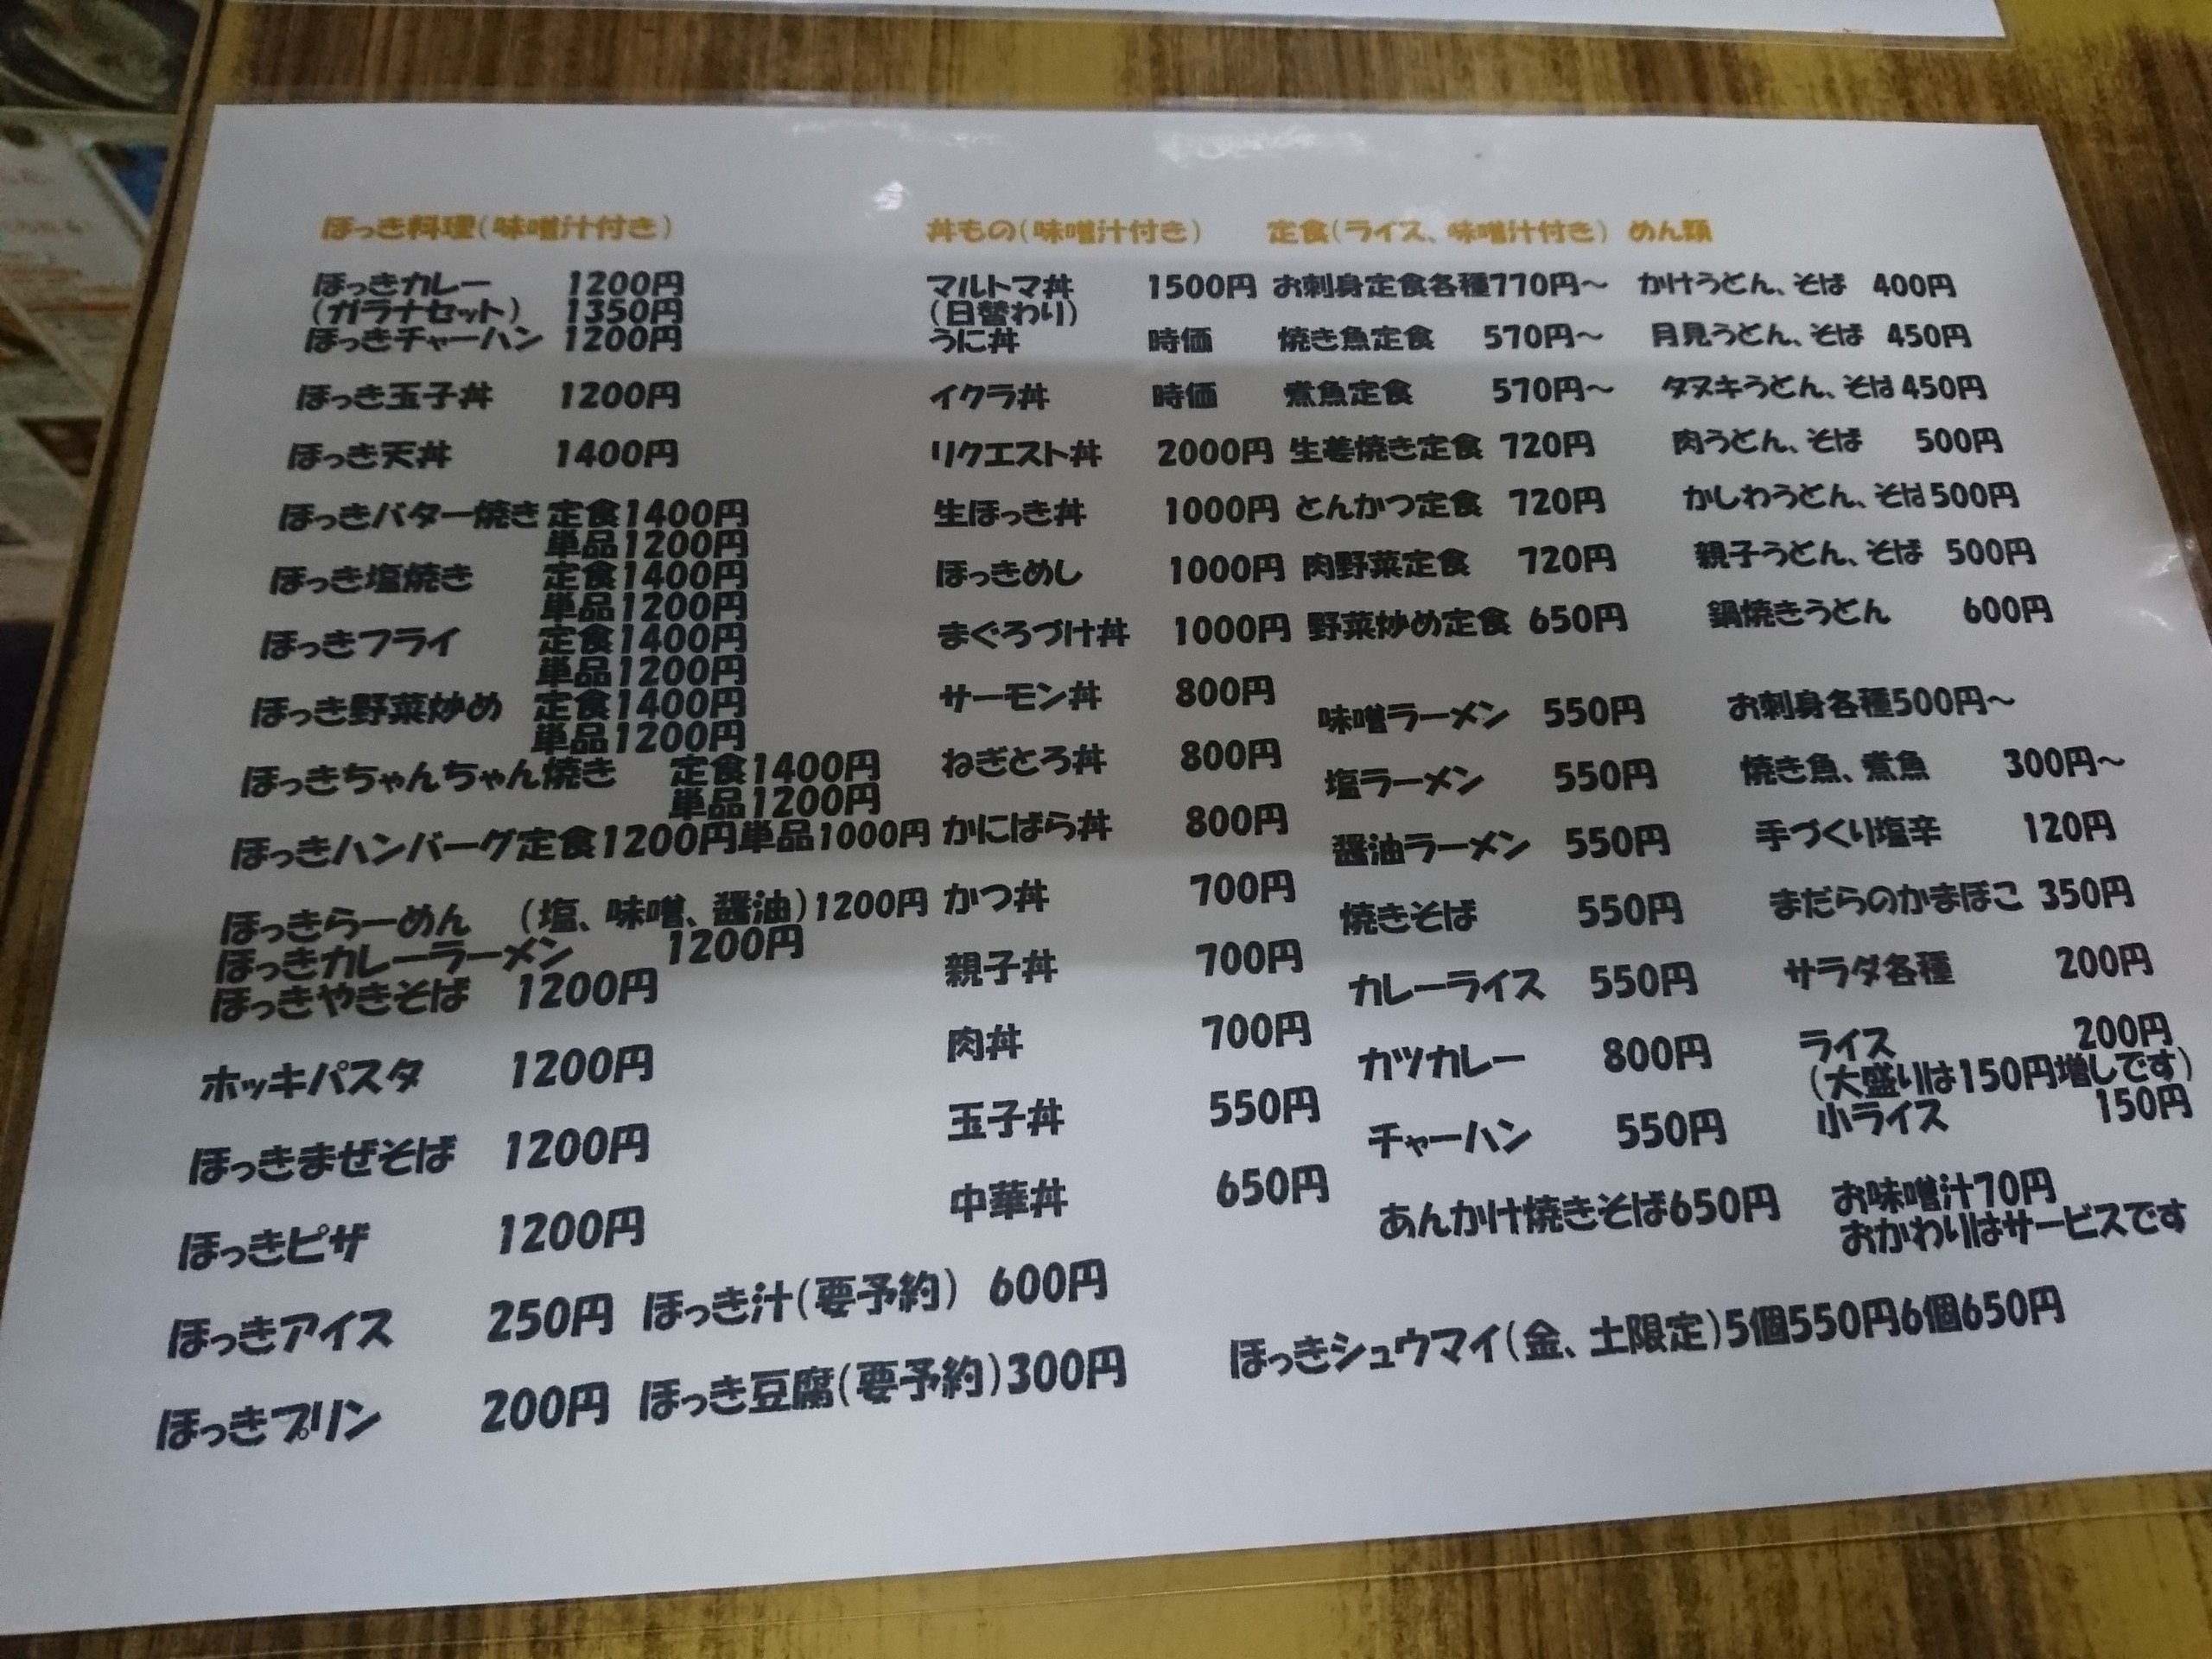 ほっき料理(味噌汁付き)
ほっきカレー 1200円
(ガラナセット) 1350円
ほっきチャーハン 1200円
ほっき玉子丼 1200円
ほっき天丼 1400円
ほっきバター焼き 定食1400円
単品1200円
ほっき塩焼き 定食1400円
単品1200円
ほっきフライ 定食1400円
単品1200円
ほっき野菜炒め 定食1400円
単品1200円
ほっきちゃんちゃん焼き 定食1400円
単品1200円
ほっきハンバーグ定食1200円単品1000円
ほっきらーめん (塩、味噌、醤油)1200円
ほっきカレーラーメン 1200円
ほっきやきそば 1200円
ホッキパスタ 1200円
ほっきまぜそば 1200円
ほっきピザ 1200円
ほっきアイス 250円
ほっきプリン 200円
ほっき汁(要予約) 600円
ほっき豆腐(要予約)300円
丼もの(味噌汁付き)
マルトマ丼 1500円
(日替わり)
うに丼 時価
イクラ丼 時価
リクエスト丼 2000円
生ほっき丼 1000円
ほっきめし 1000円
まぐろづけ丼 1000円
サーモン丼 800円
ねぎとろ丼 800円
かにばら丼 800円
かつ丼 700円
親子丼 700円
肉丼 700円
玉子丼 550円
中華丼 650円
定食(ライス、味噌汁付き)
お刺身定食各種770円～
焼き魚定食 570円～
煮魚定食 570円～
生姜焼き定食 720円
とんかつ定食 720円
肉野菜定食 720円
野菜炒め定食 650円
味噌ラーメン 550円
塩ラーメン 550円
醤油ラーメン 550円
焼きそば 550円
カレーライス 550円
カツカレー 800円
チャーハン 550円
あんかけ焼きそば650円
めん類
かけうどん、そば 400円
月見うどん、そば 450円
タヌキうどん、そば 450円
肉うどん、そば 500円
かしわうどん、そば500円
親子うどん、そば 500円
鍋焼きうどん 600円
お刺身各種500円～
焼き魚、煮魚 300円～
手づくり塩辛 120円
まだらのかまぼこ 350円
サラダ各種 200円
ライス 200円
(大盛りは150円増しです)
小ライス 150円
お味噌汁70円
おかわりはサービスです
ほっきシュウマイ(金、土限定)5個550円6個650円